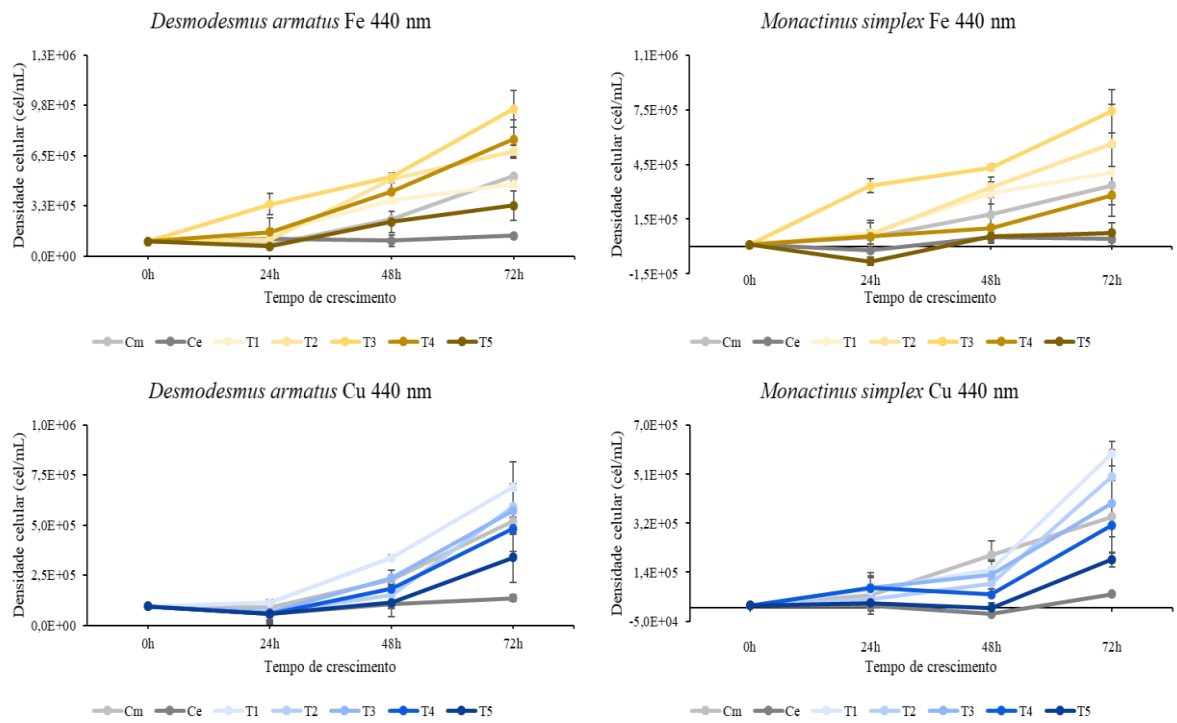 Desmodesmus armatus Fe 440 nm
Densidade celular (cél/mL)
1,3E+06
9,8E+05
6,5E+05
3,3E+05
0,0E+00
0h 24h 48h 72h
Tempo de crescimento
Cm Ce T1 T2 T3 T4 T5
Monactinus simplex Fe 440 nm
Densidade celular (cél/mL)
1,1E+06
7,5E+05
4,5E+05
1,5E+05
-1,5E+05
0h 24h 48h 72h
Tempo de crescimento
Cm Ce T1 T2 T3 T4 T5
Desmodesmus armatus Cu 440 nm
Densidade celular (cél/mL)
1,0E+06
7,5E+05
5,0E+05
2,5E+05
0,0E+00
0h 24h 48h 72h
Tempo de crescimento
Cm Ce T1 T2 T3 T4 T5
Monactinus simplex Cu 440 nm
Densidade celular (cél/mL)
7,0E+05
5,1E+05
3,2E+05
1,4E+05
-5,0E+04
0h 24h 48h 72h
Tempo de crescimento
Cm Ce T1 T2 T3 T4 T5